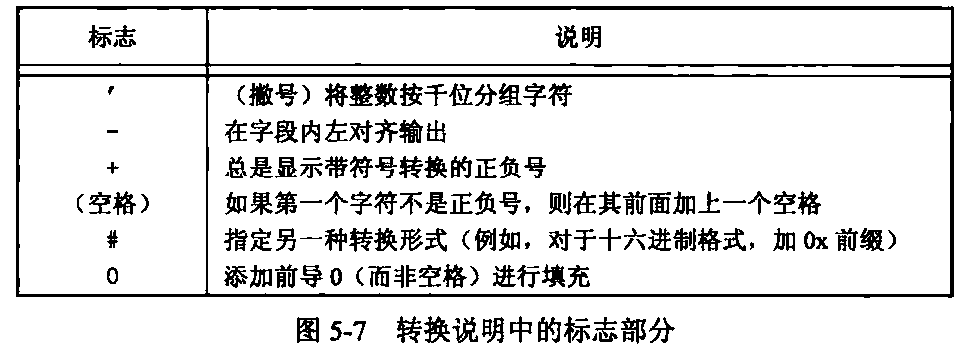 标志 说明
' （撇号）将整数按千位分组字符
- 在字段内左对齐输出
+ 总是显示带符号转换的正负号
（空格） 如果第一个字符不是正负号，则在其前面加上一个空格
# 指定另一种转换形式（例如，对于十六进制格式，加 0x 前缀）
0 添加前导 0（而非空格）进行填充
图 5-7 转换说明中的标志部分